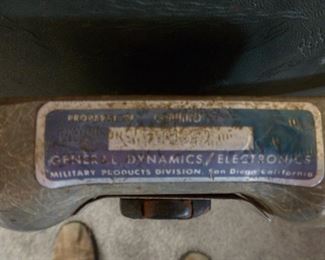 PROPERTY OF
GENERAL DYNAMICS/ELECTRONICS
MILITARY PRODUCTS DIVISION, San Diego California